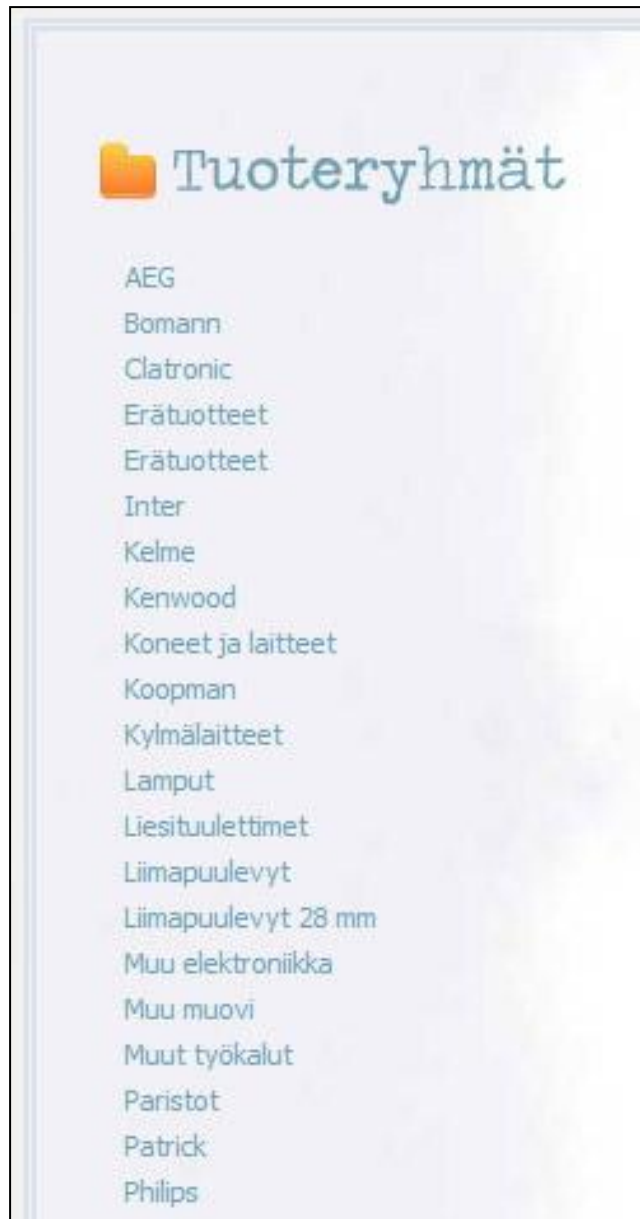 Tuoteryhmät
AEG
Bomann
Clatronic
Erätuotteet
Erätuotteet
Inter
Kelme
Kenwood
Koneet ja laitteet
Koopman
Kylmälaitteet
Lamput
Liesituulettimet
Liimapuulevyt
Liimapuulevyt 28 mm
Muu elektroniikka
Muu muovi
Muut työkalut
Paristot
Patrick
Philips